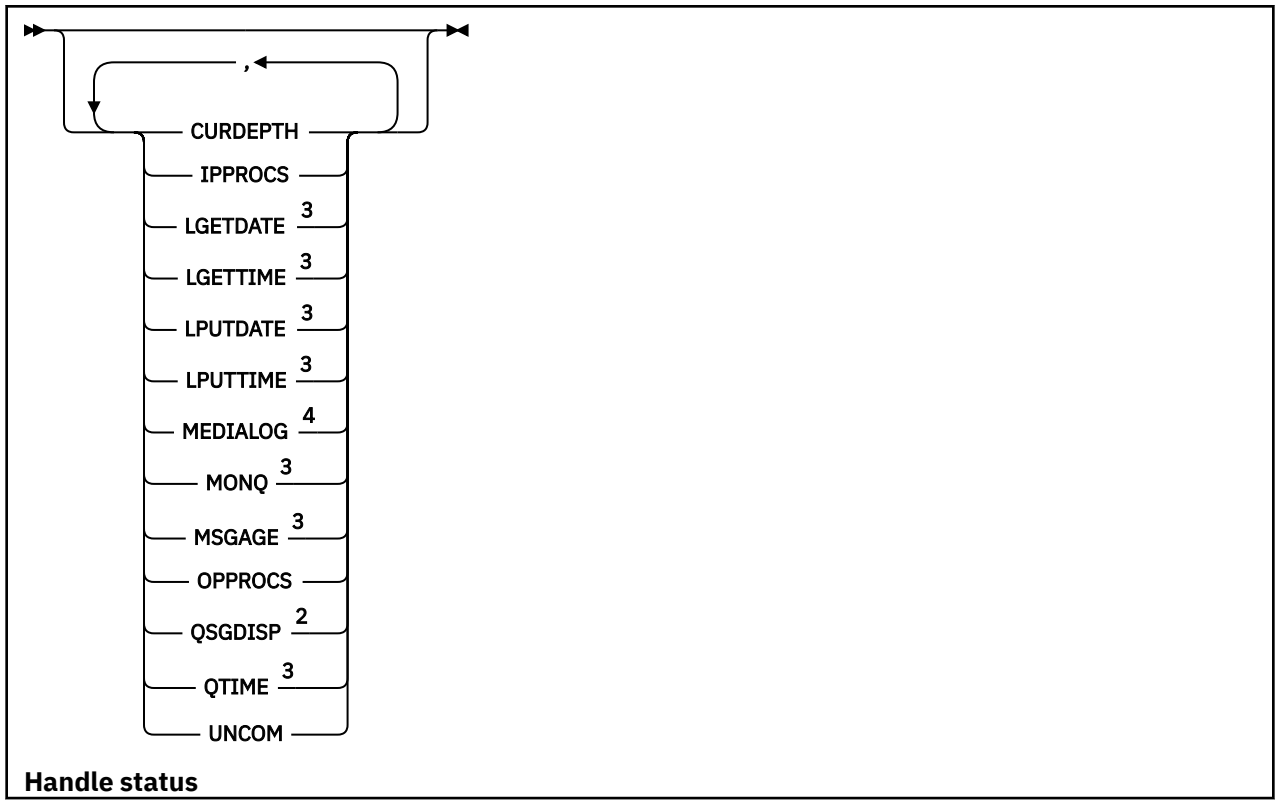 ,
CURDEPTH
IPPROCS
LGETDATE 3
LGETTIME 3
LPUTDATE 3
LPUTTIME 3
MEDIALOG 4
MONQ 3
MSGAGE 3
OPPROCS
QSGDISP 2
QTIME 3
UNCOM
Handle status